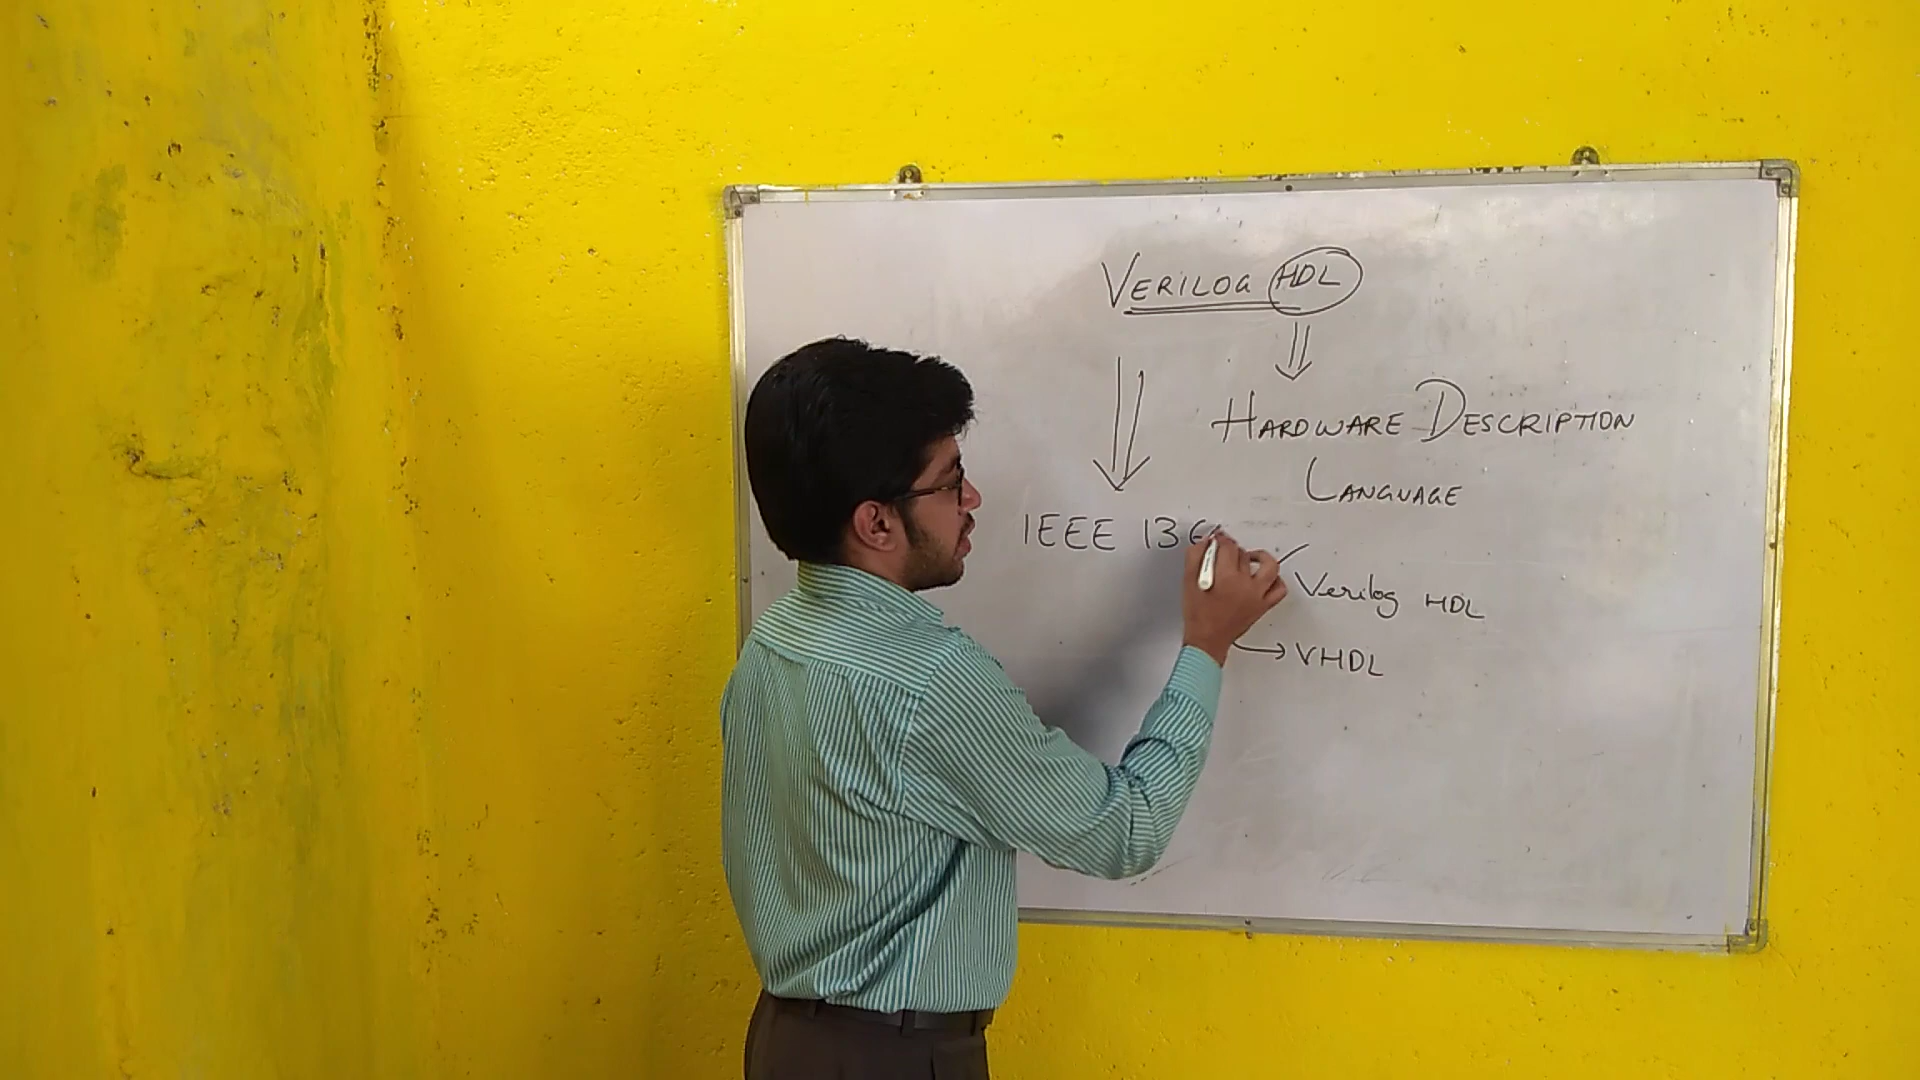 VERILOG HDL
HARDWARE DESCRIPTION
LANGUAGE
IEEE 136
Verilog HDL
VHDL